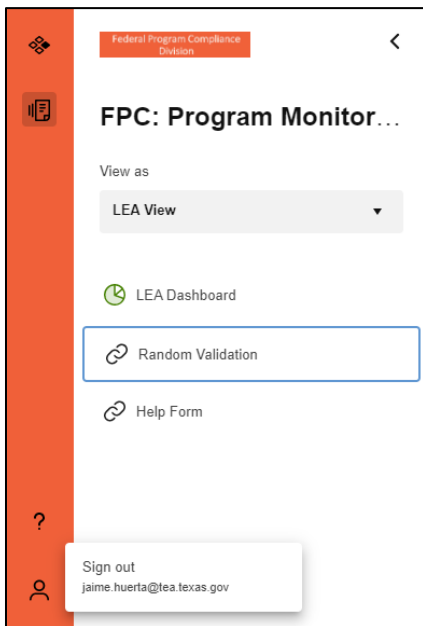 Federal Program Compliance
Division
FPC: Program Monitor...
View as
LEA View
LEA Dashboard
Random Validation
Help Form
?
Sign out
jaime.huerta@tea.texas.gov